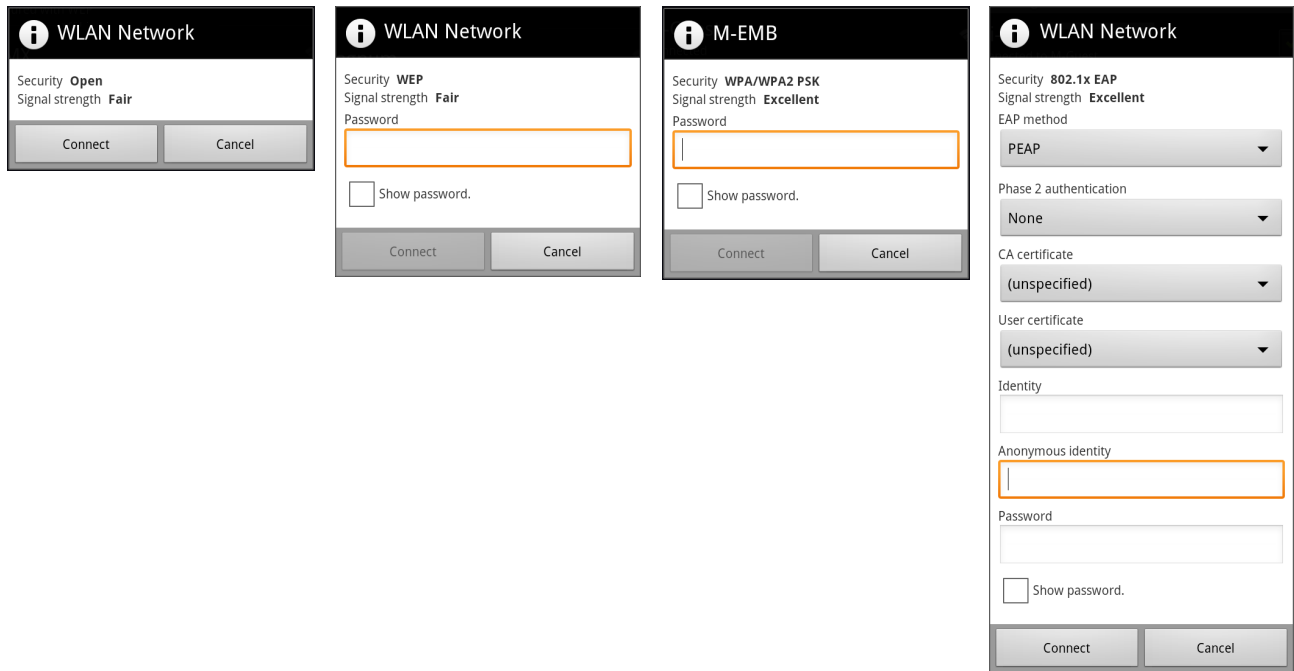 WLAN Network
Security Open
Signal strength Fair
Connect Cancel
WLAN Network
Security WEP
Signal strength Fair
Password
Show password.
Connect Cancel
M-EMB
Security WPA/WPA2 PSK
Signal strength Excellent
Password
Show password.
Connect Cancel
WLAN Network
Security 802.1x EAP
Signal strength Excellent
EAP method
PEAP
Phase 2 authentication
None
CA certificate
(unspecified)
User certificate
(unspecified)
Identity
Anonymous identity
Password
Show password.
Connect Cancel